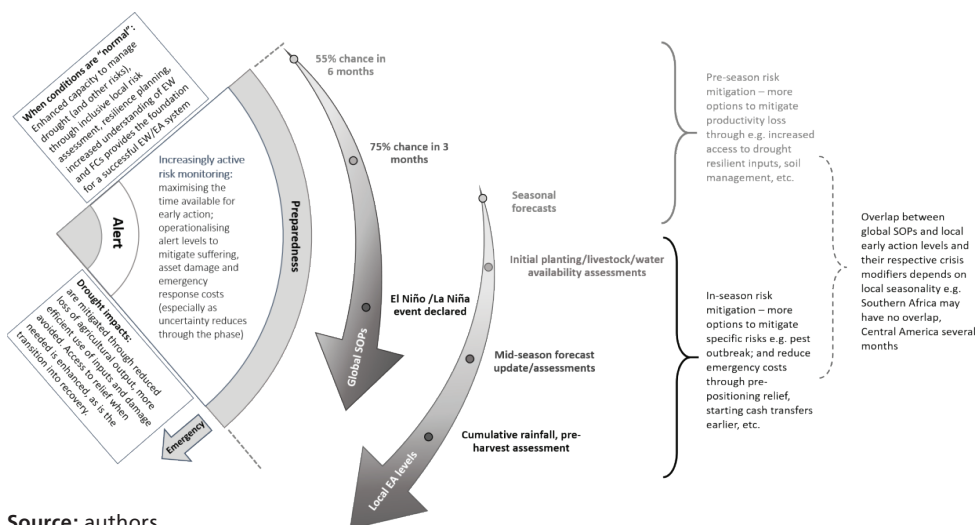 When conditions are "normal":
Enhanced capacity to manage
drought (and other risks),
through inclusive local risk
assessment, resilience planning,
increased understanding of EW
and FCs provides the foundation
for a successful EW/EA system
Alert
Increasingly active
risk monitoring:
maximising the
time available for
early action;
operationalising
alert levels to
mitigate suffering,
asset damage and
emergency
response costs
(especially as
uncertainty reduces
through the phase)
Preparedness
Drought impacts:
are mitigated through reduced
loss of agricultural output, more
efficient use of inputs and damage
avoided. Access to relief when
needed is enhanced, as is the
transition into recovery.
Emergency
55% chance in
6 months
75% chance in 3
months
El Niño /La Niña
event declared
Global SOPs
Seasonal
forecasts
Initial planting/livestock/water
availability assessments
Mid-season forecast
update/assessments
Cumulative rainfall, pre-
harvest assessment
Local EA levels
Pre-season risk
mitigation – more
options to mitigate
productivity loss
through e.g. increased
access to drought
resilient inputs, soil
management, etc.
In-season risk
mitigation – more
options to mitigate
specific risks e.g. pest
outbreak; and reduce
emergency costs
through pre-
positioning relief,
starting cash transfers
earlier, etc.
Overlap between
global SOPs and local
early action levels and
their respective crisis
modifiers depends on
local seasonality e.g.
Southern Africa may
have no overlap,
Central America several
months
Source: authors